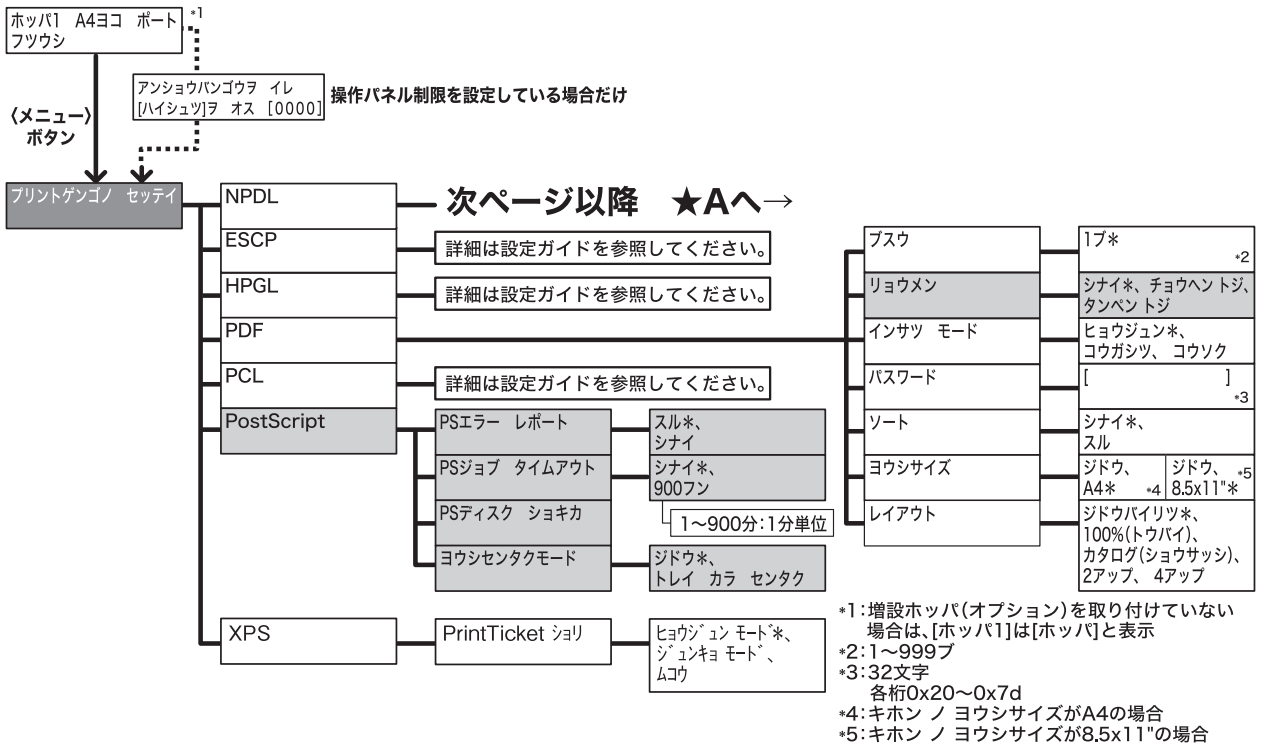 ホッパ1 A4ヨコ ポート
フツウシ
*1
アンショウバンゴウヲ イレ
[ハイシュツ]ヲ オス [0000]
操作パネル制限を設定している場合だけ
〈メニュー〉
ボタン
プリントゲンゴノ セッテイ
NPDL
次ページ以降 ★Aへ→
ESCP
詳細は設定ガイドを参照してください。
HPGL
詳細は設定ガイドを参照してください。
PDF
ブスウ
1ブ*
*2
リョウメン
シナイ*、チョウヘン トジ、
タンペン トジ
インサツ モード
ヒョウジュン*、
コウガシツ、 コウソク
パスワード
[ ]
*3
ソート
シナイ*、
スル
ヨウシサイズ
ジドウ、
A4* *4
ジドウ、 *5
8.5x11"*
レイアウト
ジドウバイリツ*、
100%(トウバイ)、
カタログ(ショウサッシ)、
2アップ、 4アップ
PCL
詳細は設定ガイドを参照してください。
PostScript
PSエラー レポート
スル*、
シナイ
PSジョブ タイムアウト
シナイ*、
900フン
1～900分:1分単位
PSディスク ショキカ
ヨウシセンタクモード
ジドウ*、
トレイ カラ センタク
XPS
PrintTicket ショリ
ヒョウジュン モード*、
ジュンキョ モード、
ムコウ
*1:増設ホッパ(オプション)を取り付けていない
場合は、[ホッパ1]は[ホッパ]と表示
*2:1～999ブ
*3:32文字
各桁0x20～0x7d
*4:キホン ノ ヨウシサイズがA4の場合
*5:キホン ノ ヨウシサイズが8.5x11"の場合